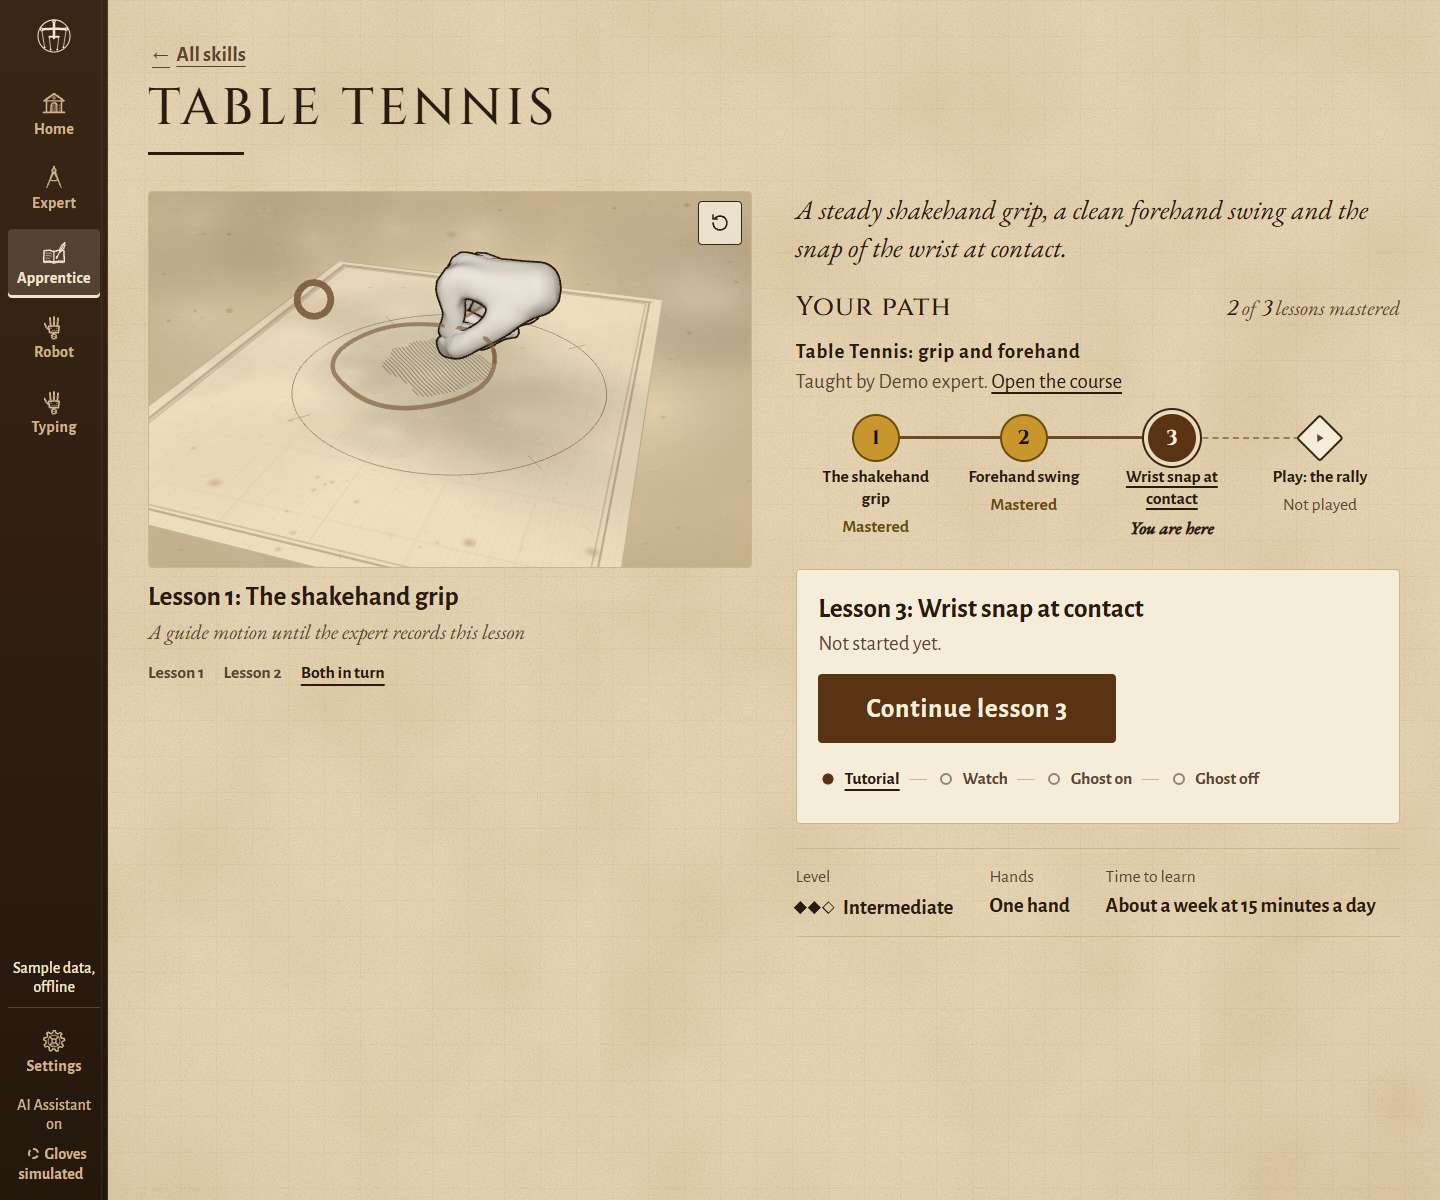 Home
Expert
Apprentice
Robot
Typing
Sample data,
offline
Settings
AI Assistant
on
Gloves
simulated
← All skills
TABLE TENNIS
Lesson 1: The shakehand grip
A guide motion until the expert records this lesson
Lesson 1 Lesson 2 Both in turn
A steady shakehand grip, a clean forehand swing and the
snap of the wrist at contact.
YOUR PATH
2 of 3 lessons mastered
Table Tennis: grip and forehand
Taught by Demo expert. Open the course
1
The shakehand
grip
Mastered
2
Forehand swing
Mastered
3
Wrist snap at
contact
You are here
Play: the rally
Not played
Lesson 3: Wrist snap at contact
Not started yet.
Continue lesson 3
Tutorial Watch Ghost on Ghost off
Level
Intermediate
Hands
One hand
Time to learn
About a week at 15 minutes a day